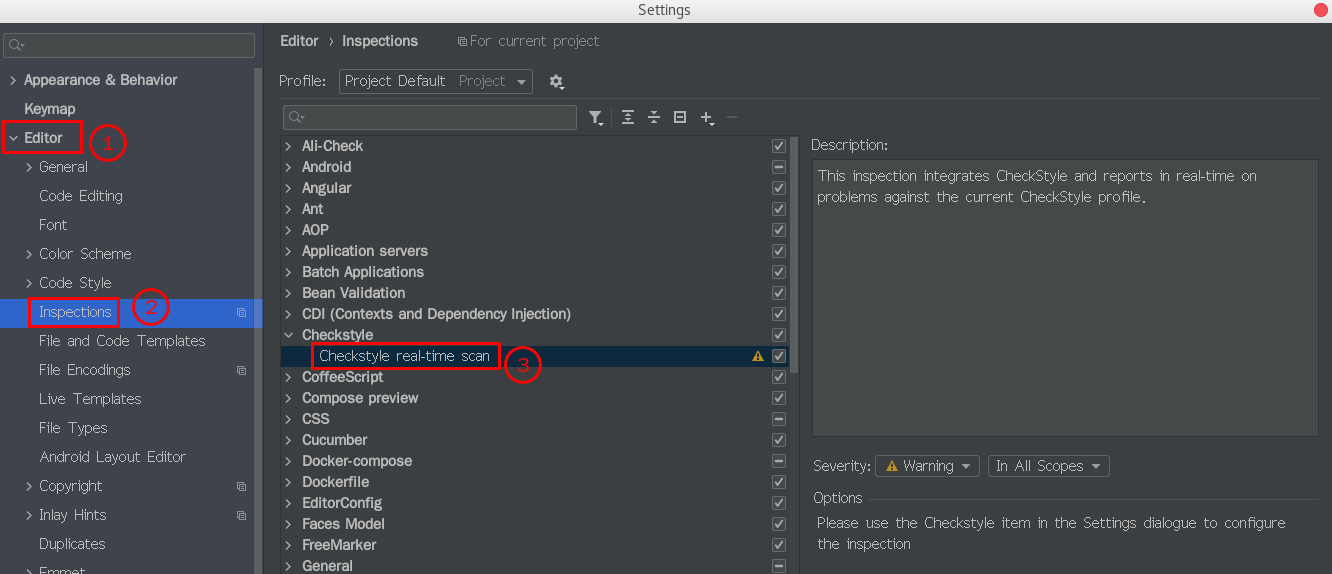 Settings
Appearance & Behavior
Keymap
Editor
1
General
Code Editing
Font
Color Scheme
Code Style
Inspections
2
File and Code Templates
File Encodings
Live Templates
File Types
Android Layout Editor
Copyright
Inlay Hints
Duplicates
Emmet
Editor › Inspections
For current project
Profile: Project Default Project
Ali-Check
Android
Angular
Ant
AOP
Application servers
Batch Applications
Bean Validation
CDI (Contexts and Dependency Injection)
Checkstyle
Checkstyle real-time scan
3
CoffeeScript
Compose preview
CSS
Cucumber
Docker-compose
Dockerfile
EditorConfig
Faces Model
FreeMarker
General
Description:
This inspection integrates CheckStyle and reports in real-time on
problems against the current CheckStyle profile.
Severity: Warning In All Scopes
Options
Please use the Checkstyle item in the Settings dialogue to configure
the inspection